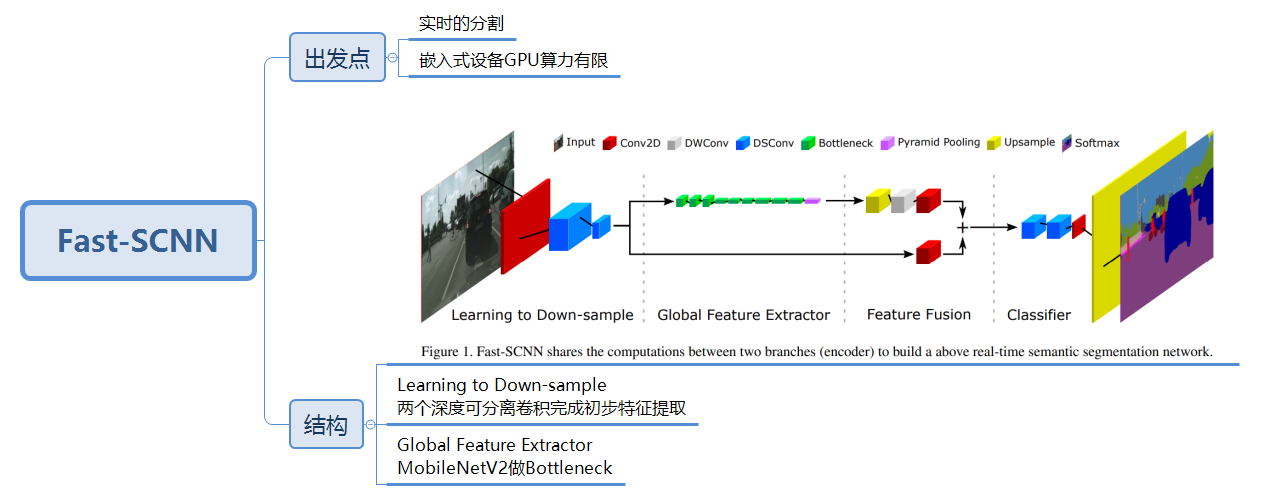 Fast-SCNN
出发点
实时的分割
嵌入式设备GPU算力有限
Input Conv2D DWConv DSConv Bottleneck Pyramid Pooling Upsample Softmax
+
Learning to Down-sample Global Feature Extractor Feature Fusion Classifier
Figure 1. Fast-SCNN shares the computations between two branches (encoder) to build a above real-time semantic segmentation network.
结构
Learning to Down-sample
两个深度可分离卷积完成初步特征提取
Global Feature Extractor
MobileNetV2做Bottleneck